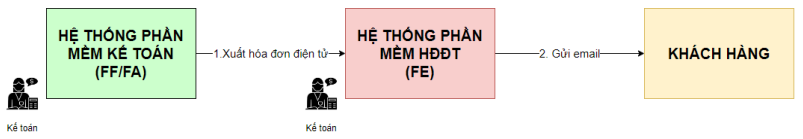 HỆ THỐNG PHẦN
MỀM KẾ TOÁN
(FF/FA)
1.Xuất hóa đơn điện tử
HỆ THỐNG PHẦN
MỀM HĐĐT
(FE)
2. Gửi email
KHÁCH HÀNG
Kế toán
Kế toán